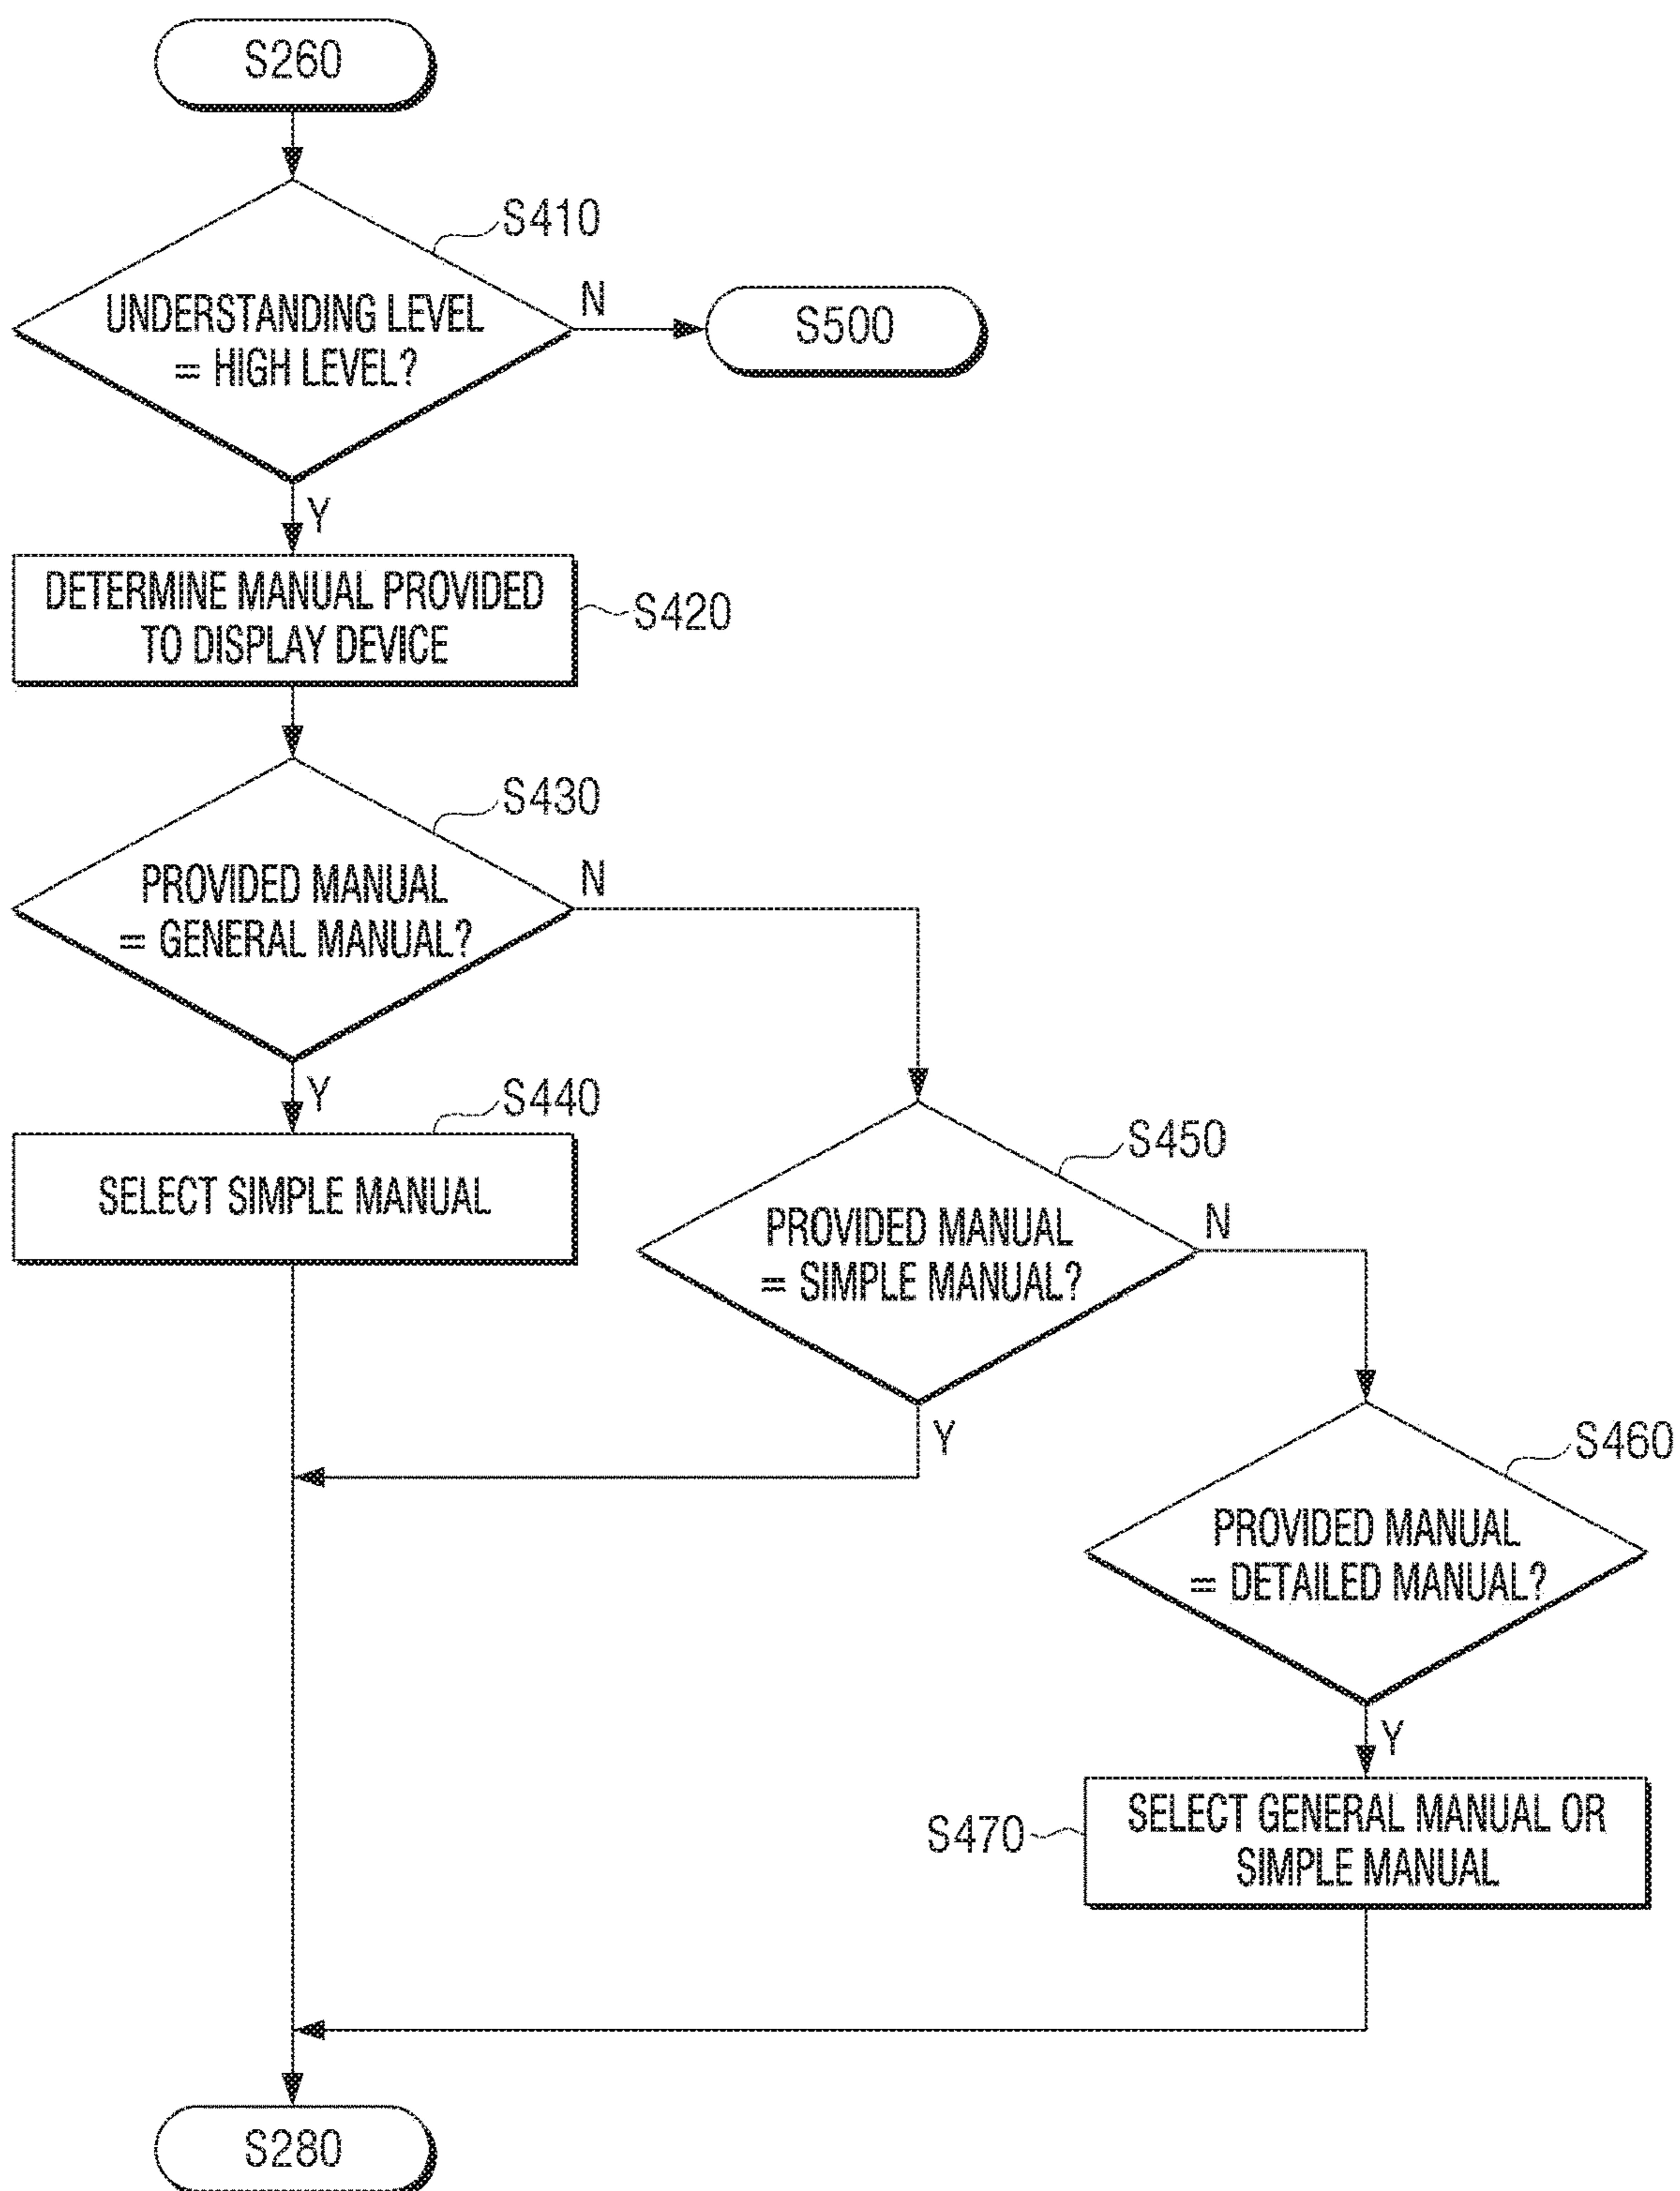 S260
S410
UNDERSTANDING LEVEL
= HIGH LEVEL?
N
S500
Y
DETERMINE MANUAL PROVIDED
TO DISPLAY DEVICE
S420
S430
PROVIDED MANUAL
= GENERAL MANUAL?
N
Y
S440
SELECT SIMPLE MANUAL
S450
PROVIDED MANUAL
= SIMPLE MANUAL?
N
Y
S460
PROVIDED MANUAL
= DETAILED MANUAL?
Y
S470
SELECT GENERAL MANUAL OR
SIMPLE MANUAL
S280